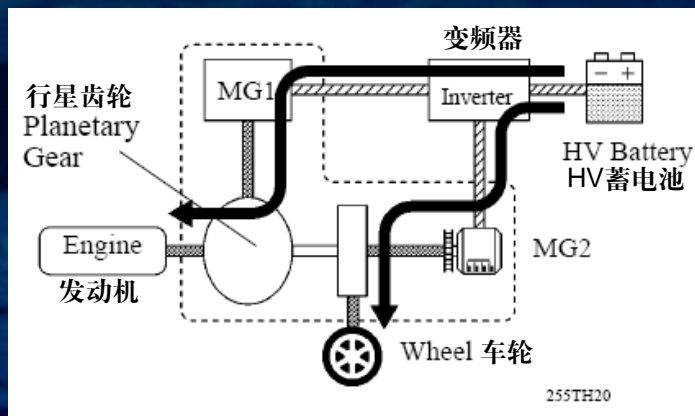 变频器
行星齿轮
Planetary
Gear
MG1
Inverter
− +
HV Battery
HV蓄电池
Engine
发动机
MG2
Wheel 车轮
255TH20